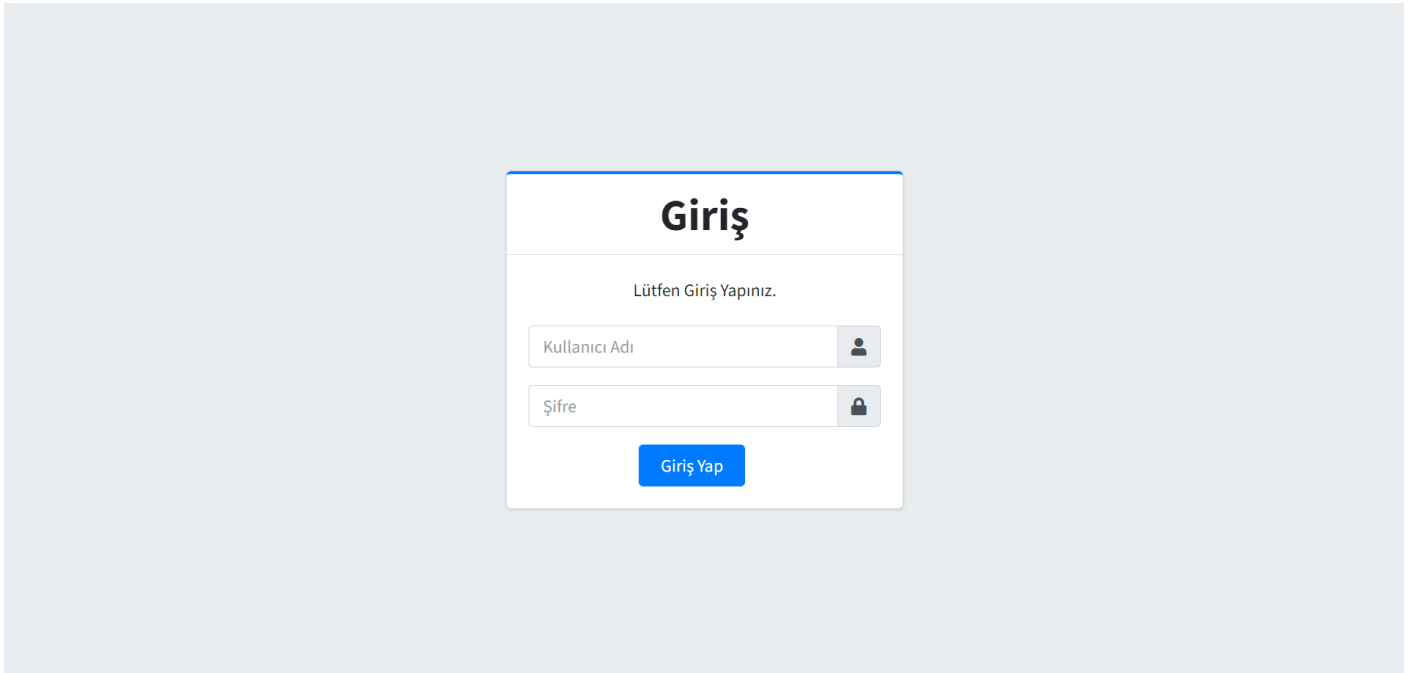 Giriş
Lütfen Giriş Yapınız.
Kullanıcı Adı
Şifre
Giriş Yap